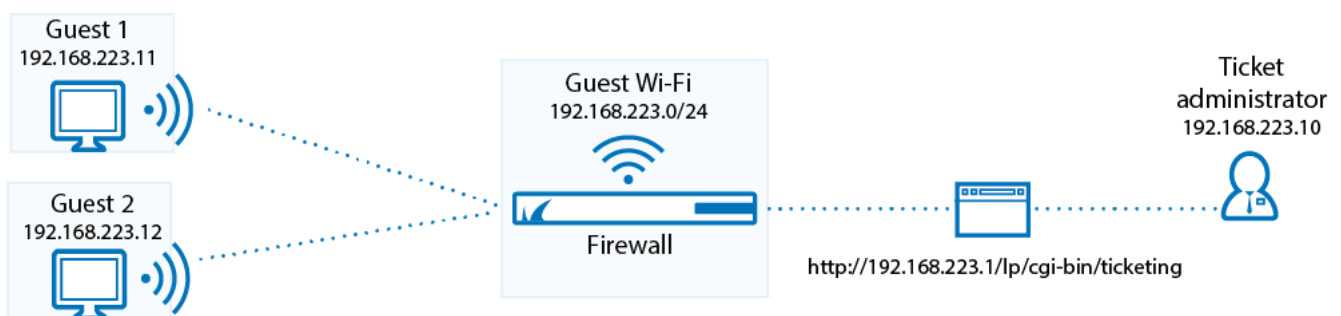 Guest 1
192.168.223.11
Guest Wi-Fi
192.168.223.0/24
Ticket
administrator
192.168.223.10
Guest 2
192.168.223.12
Firewall
http://192.168.223.1/lp/cgi-bin/ticketing